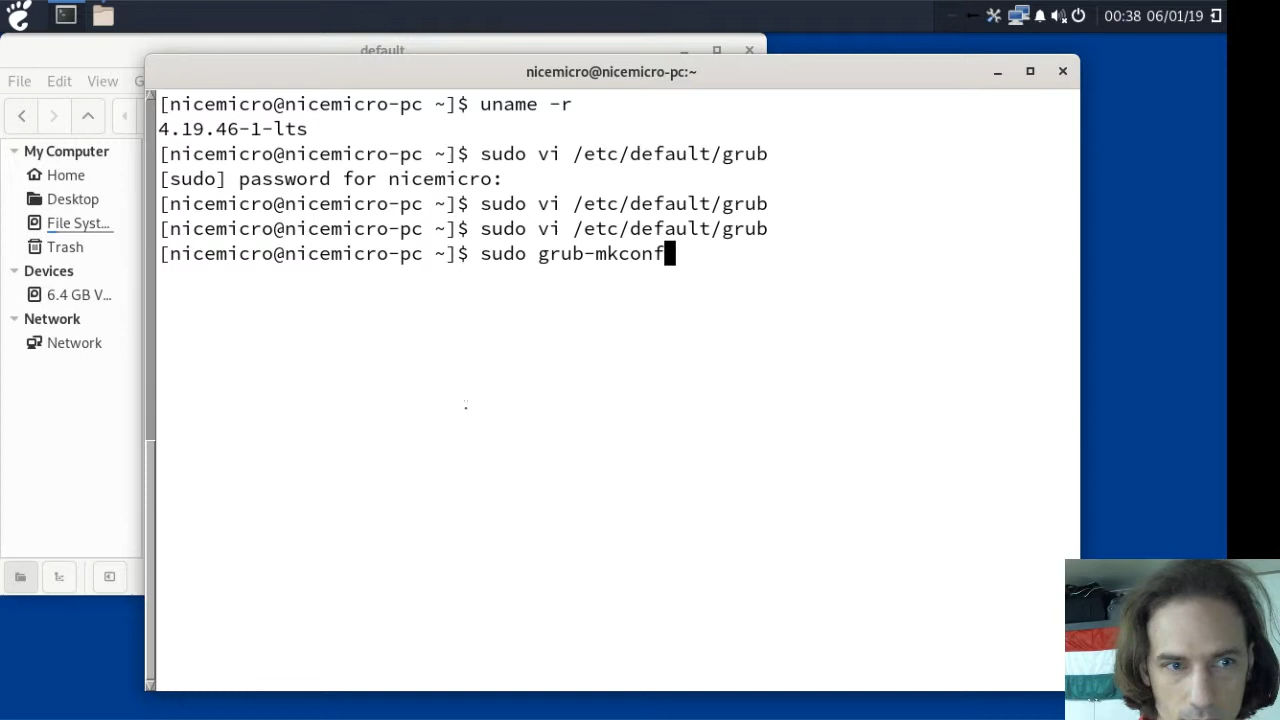 00:38 06/01/19
default
File Edit View G
nicemicro@nicemicro-pc:~
My Computer
Home
Desktop
File Syst...
Trash
Devices
6.4 GB V...
Network
Network
[nicemicro@nicemicro-pc ~]$ uname -r
4.19.46-1-lts
[nicemicro@nicemicro-pc ~]$ sudo vi /etc/default/grub
[sudo] password for nicemicro:
[nicemicro@nicemicro-pc ~]$ sudo vi /etc/default/grub
[nicemicro@nicemicro-pc ~]$ sudo vi /etc/default/grub
[nicemicro@nicemicro-pc ~]$ sudo grub-mkconf